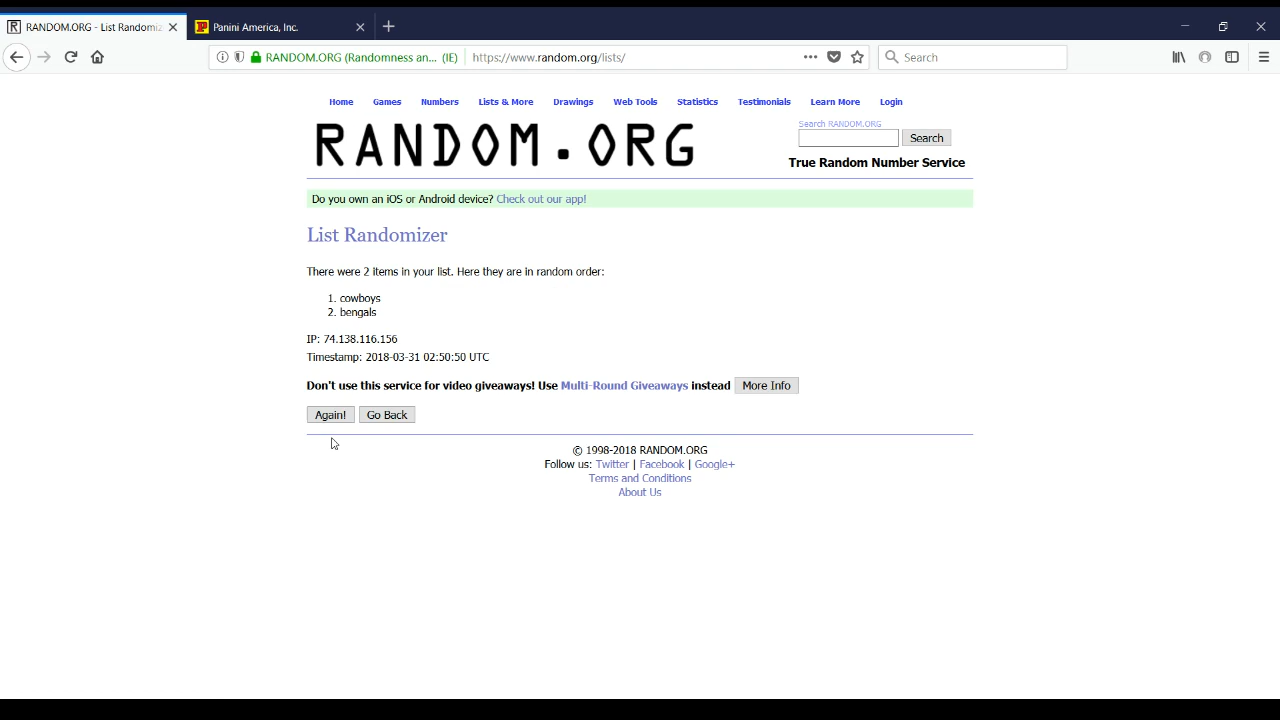 RANDOM.ORG - List Randomiz
Panini America, Inc.
RANDOM.ORG (Randomness an... (IE)
https://www.random.org/lists/
Search
Home Games Numbers Lists & More Drawings Web Tools Statistics Testimonials Learn More Login
RANDOM.ORG
Search RANDOM.ORG
Search
True Random Number Service
Do you own an iOS or Android device? Check out our app!
List Randomizer
There were 2 items in your list. Here they are in random order:
1. cowboys
2. bengals
IP: 74.138.116.156
Timestamp: 2018-03-31 02:50:50 UTC
Don't use this service for video giveaways! Use Multi-Round Giveaways instead More Info
Again! Go Back
© 1998-2018 RANDOM.ORG
Follow us: Twitter | Facebook | Google+
Terms and Conditions
About Us